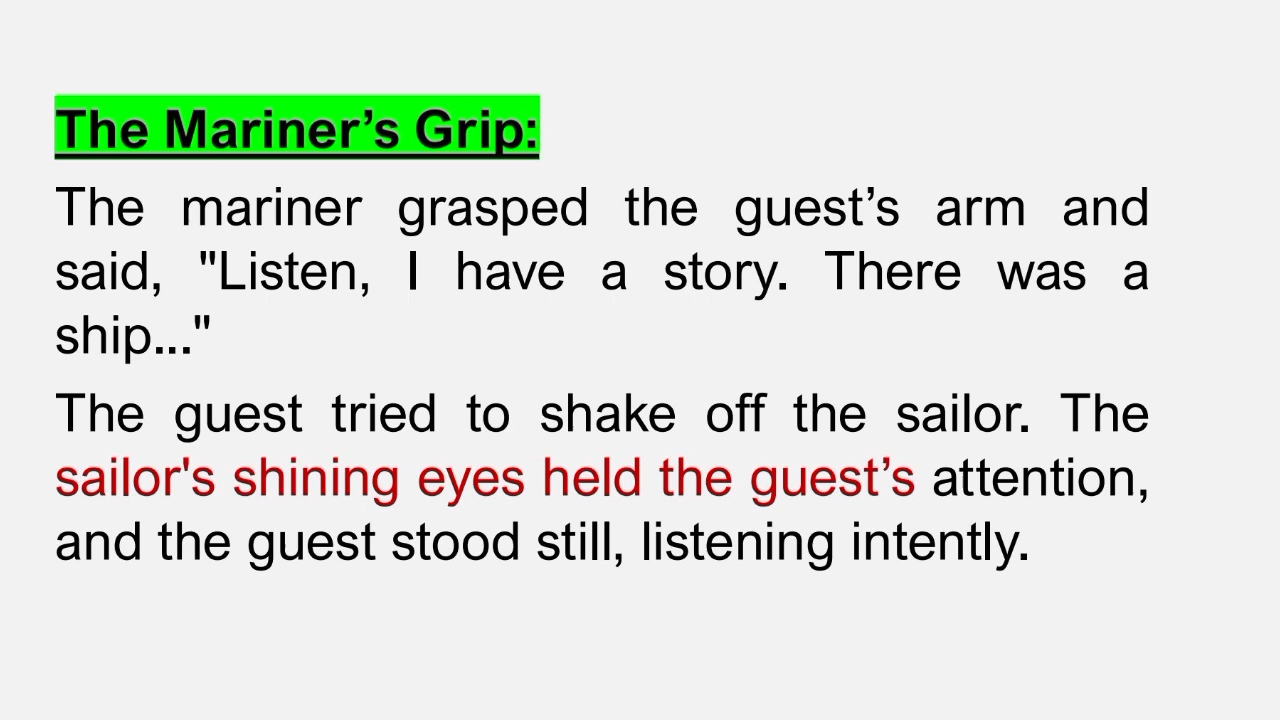 The Mariner’s Grip:
The mariner grasped the guest’s arm and
said, "Listen, I have a story. There was a
ship..."
The guest tried to shake off the sailor. The
sailor's shining eyes held the guest’s attention,
and the guest stood still, listening intently.